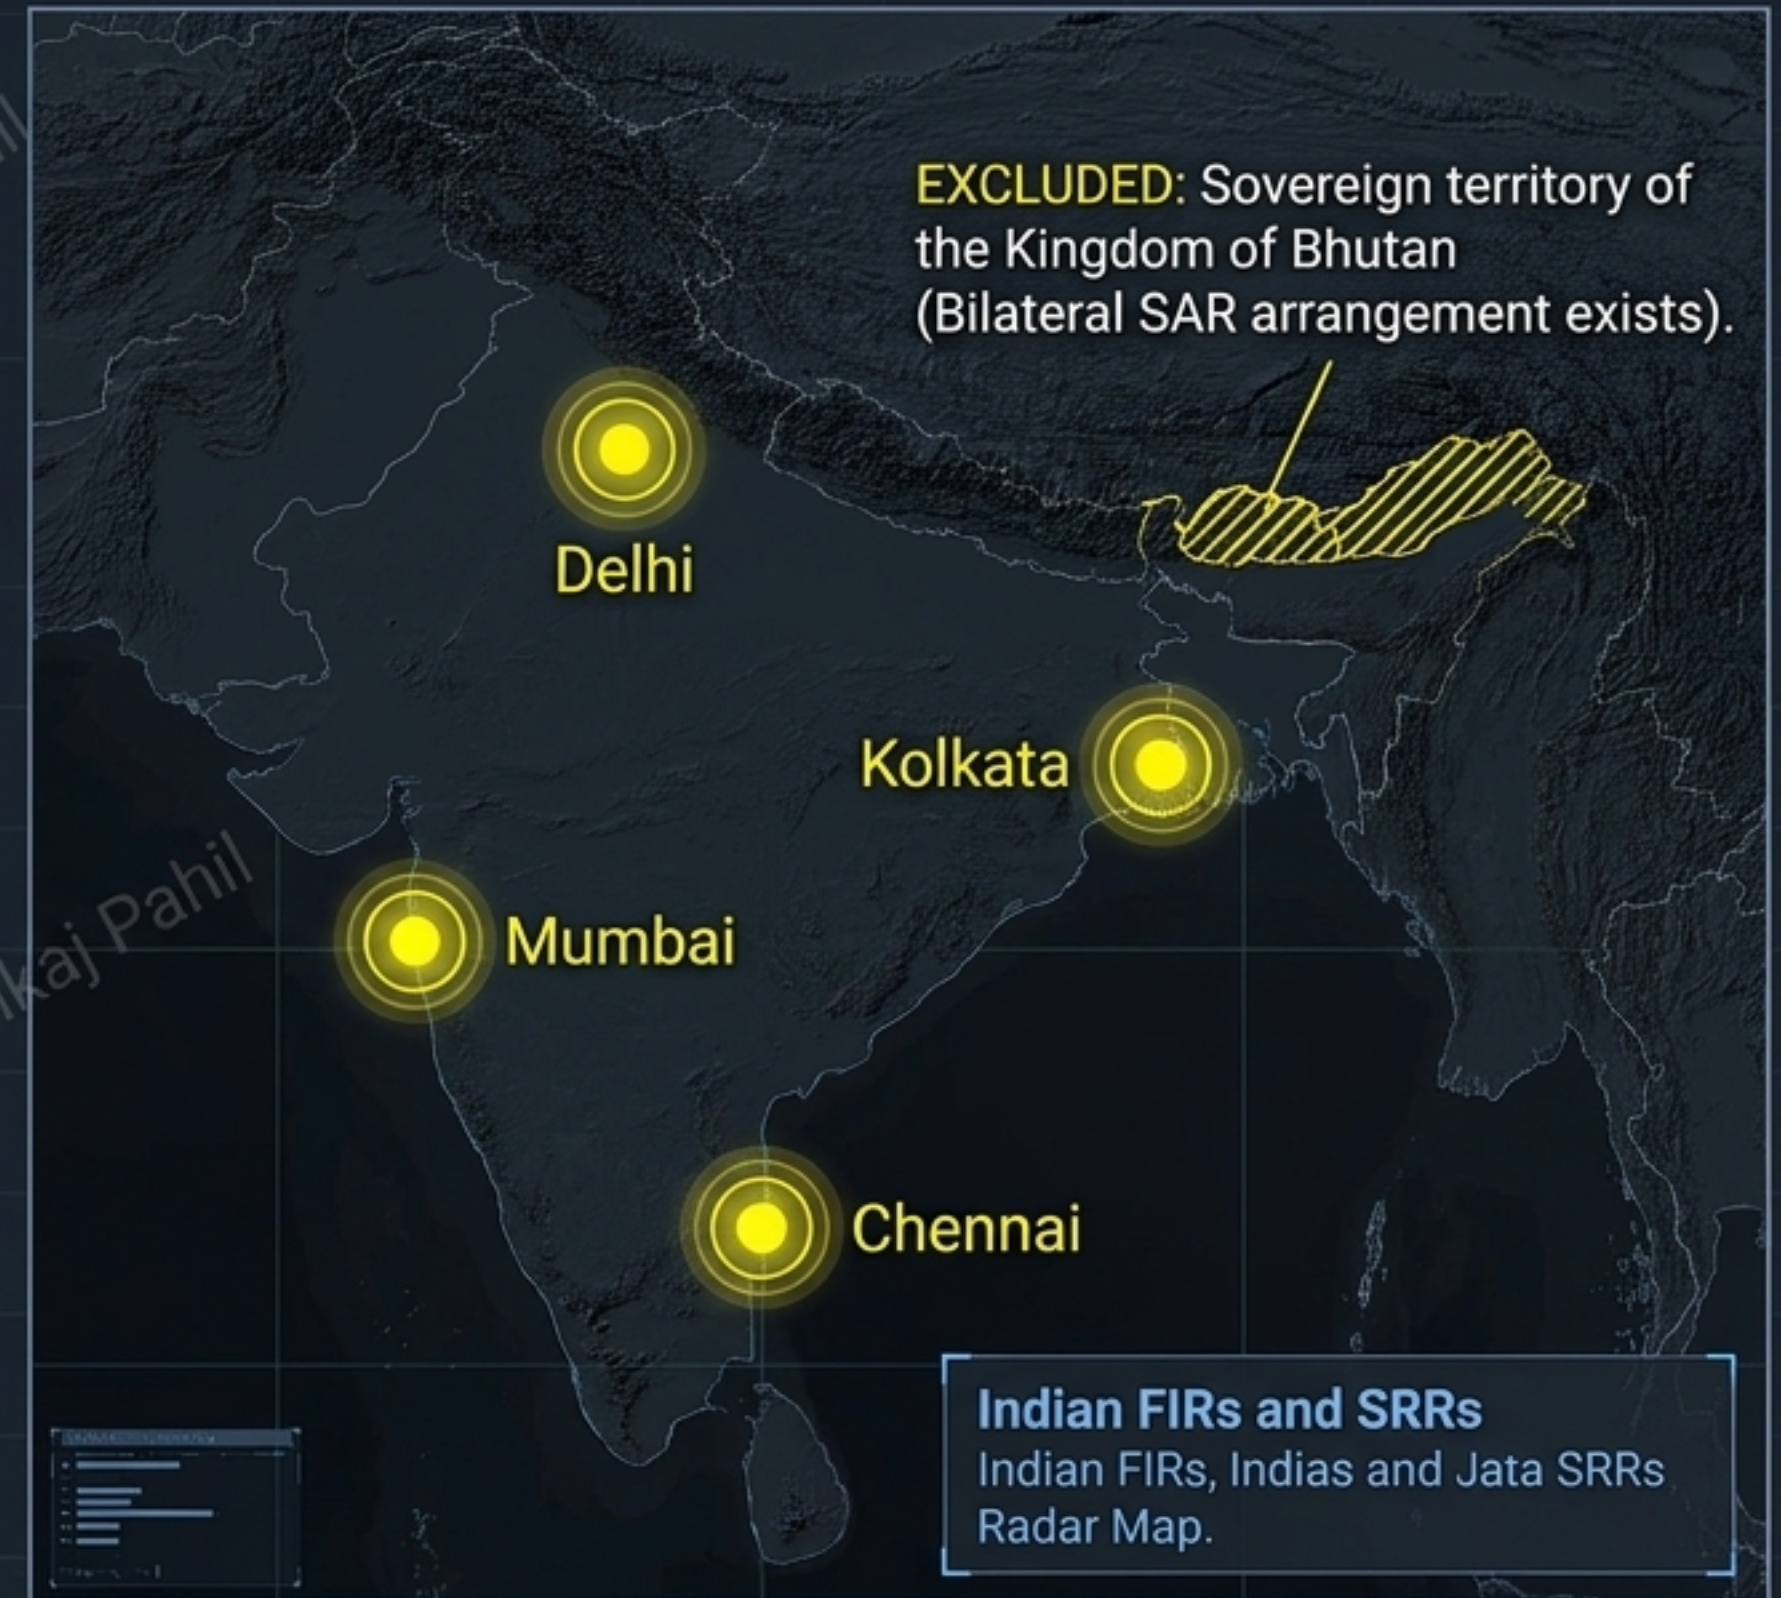 EXCLUDED: Sovereign territory of
the Kingdom of Bhutan
(Bilateral SAR arrangement exists).
Delhi
Kolkata
Mumbai
Pahil
Chennai
Indian FIRs and SRRs
Indian FIRs, Indias and Jata SRRs
Radar Map.